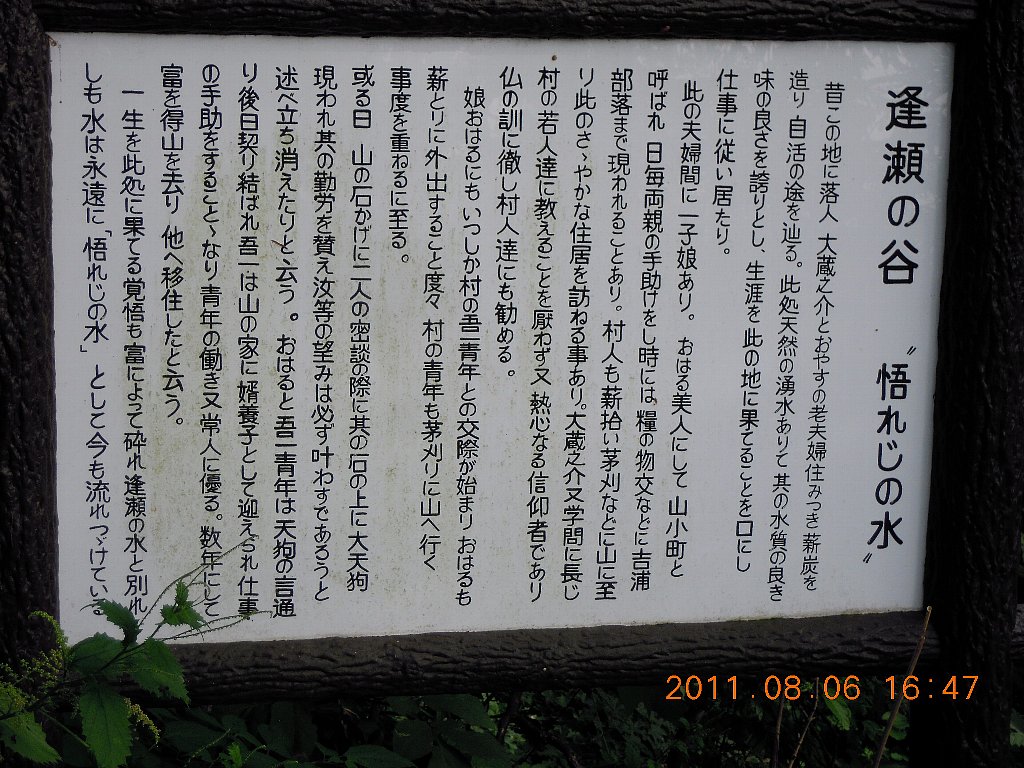 逢瀬の谷 〝悟れじの水〟
昔この地に落人 大蔵之介とおやすの老夫婦住みつき 薪炭を
造り 自活の途を辿る。此処天然の湧水ありて 其の水質の良き
味の良さを誇りとし、生涯を 此の地に果てることを口にし
仕事に従い居たり。
此の夫婦間に一子娘あり。 おはる美人にして 山小町と
呼ばれ 日毎両親の手助けをし時には 糧の物交などに吉浦
部落まで現われることあり。村人も薪拾い茅刈などに山に至
り此のさゝやかな住居を訪ねる事あり。大蔵之介又学問に長じ
村の若人達に教えることを厭わず又 熱心なる信仰者であり
仏の訓に徹し村人達にも勧める。
娘おはるにもいつしか村の吾一青年との交際が始まり おはるも
薪とりに外出すること度々 村の青年も茅刈りに山へ行く
事度を重ねるに至る。
或る日 山の石かげに二人の密談の際に其の石の上に大天狗
現われ其の勤労を賛え汝等の望みは必ず叶わすであろうと
述べ立ち消えたりと云う。おはると吾一青年は天狗の言通
り後日契り結ばれ吾一は山の家に婿養子として迎えられ仕事
の手助をすることゝなり青年の働き又常人に優る。数年にして
富を得山を去り 他へ移住したと云う。
一生を此処に果てる覚悟も富によって砕れ逢瀬の水と別れ
しも水は永遠に「悟れじの水」として今も流れつゞけている
2011.08.06 16:47